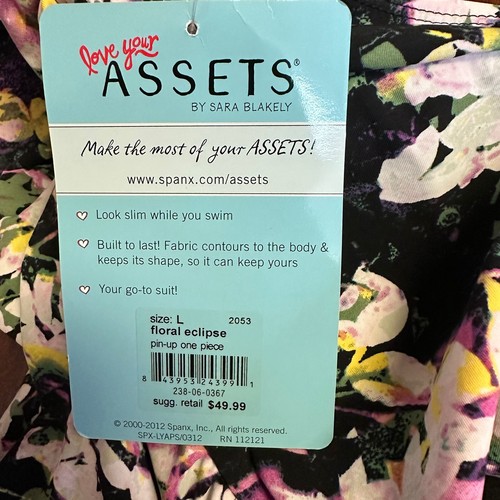 love your
ASSETS®
BY SARA BLAKELY
Make the most of your ASSETS!
www.spanx.com/assets
Look slim while you swim
Built to last! Fabric contours to the body &
keeps its shape, so it can keep yours
Your go-to suit!
size: L 2053
floral eclipse
pin-up one piece
8 43953 24399 1
238-06-0367
sugg. retail $49.99
© 2000-2012 Spanx, Inc., All rights reserved.
SPX-LYAPS/0312 RN 112121